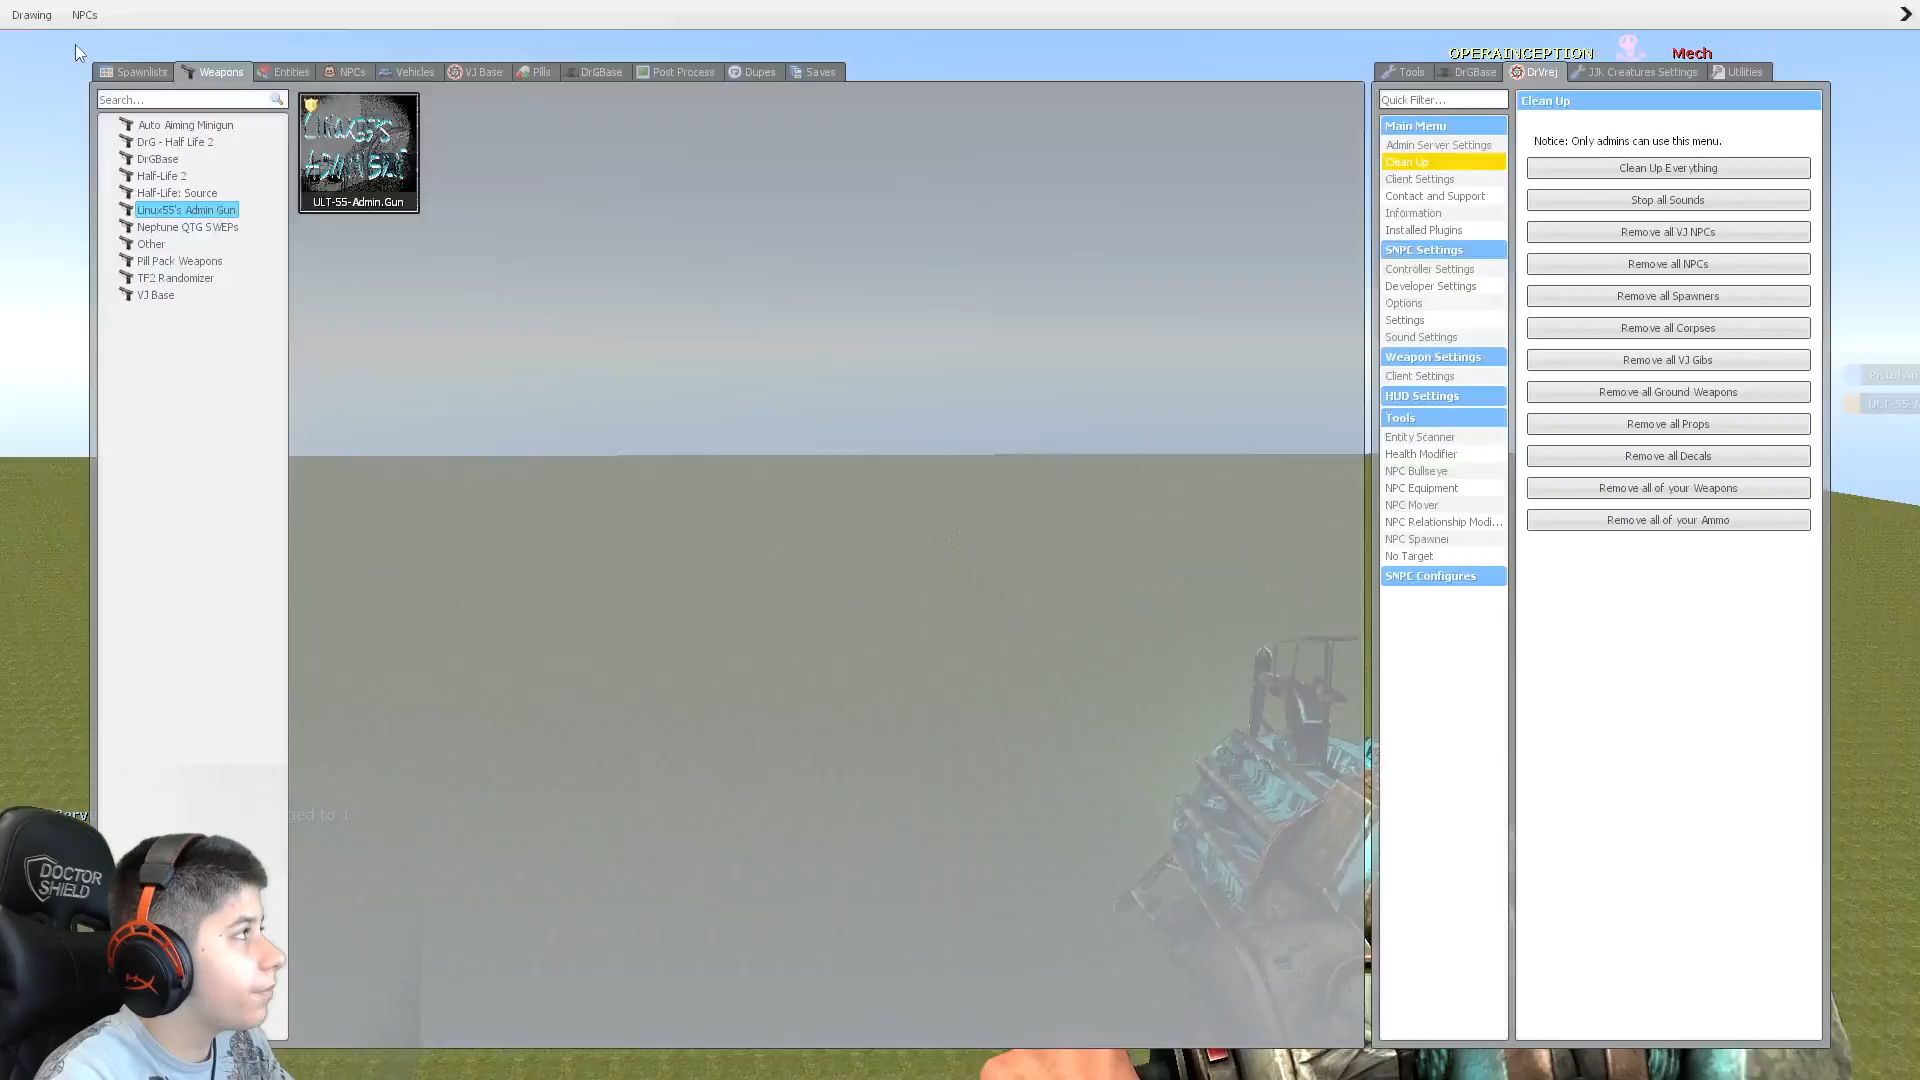 Drawing NPCs
OPERAINCEPTION Mech
Spawnlists Weapons Entities NPCs Vehicles VJ Base Pills DrGBase Post Process Dupes Saves
Tools DrGBase DrVrej JJK Creatures Settings Utilities
Search...
Auto Aiming Minigun
DrG - Half Life 2
DrGBase
Half-Life 2
Half-Life: Source
Linux55's Admin Gun
Neptune QTG SWEPs
Other
Pill Pack Weapons
TF2 Randomizer
VJ Base
ULT-55-Admin.Gun
Quick Filter...
Main Menu
Admin Server Settings
Clean Up
Client Settings
Contact and Support
Information
Installed Plugins
SNPC Settings
Controller Settings
Developer Settings
Options
Settings
Sound Settings
Weapon Settings
Client Settings
HUD Settings
Tools
Entity Scanner
Health Modifier
NPC Bullseye
NPC Equipment
NPC Mover
NPC Relationship Modi...
NPC Spawner
No Target
SNPC Configures
Clean Up
Notice: Only admins can use this menu.
Clean Up Everything
Stop all Sounds
Remove all VJ NPCs
Remove all NPCs
Remove all Spawners
Remove all Corpses
Remove all VJ Gibs
Remove all Ground Weapons
Remove all Props
Remove all Decals
Remove all of your Weapons
Remove all of your Ammo
Pistol Am
ULT-55-A
to 1
DOCTOR
SHIELD